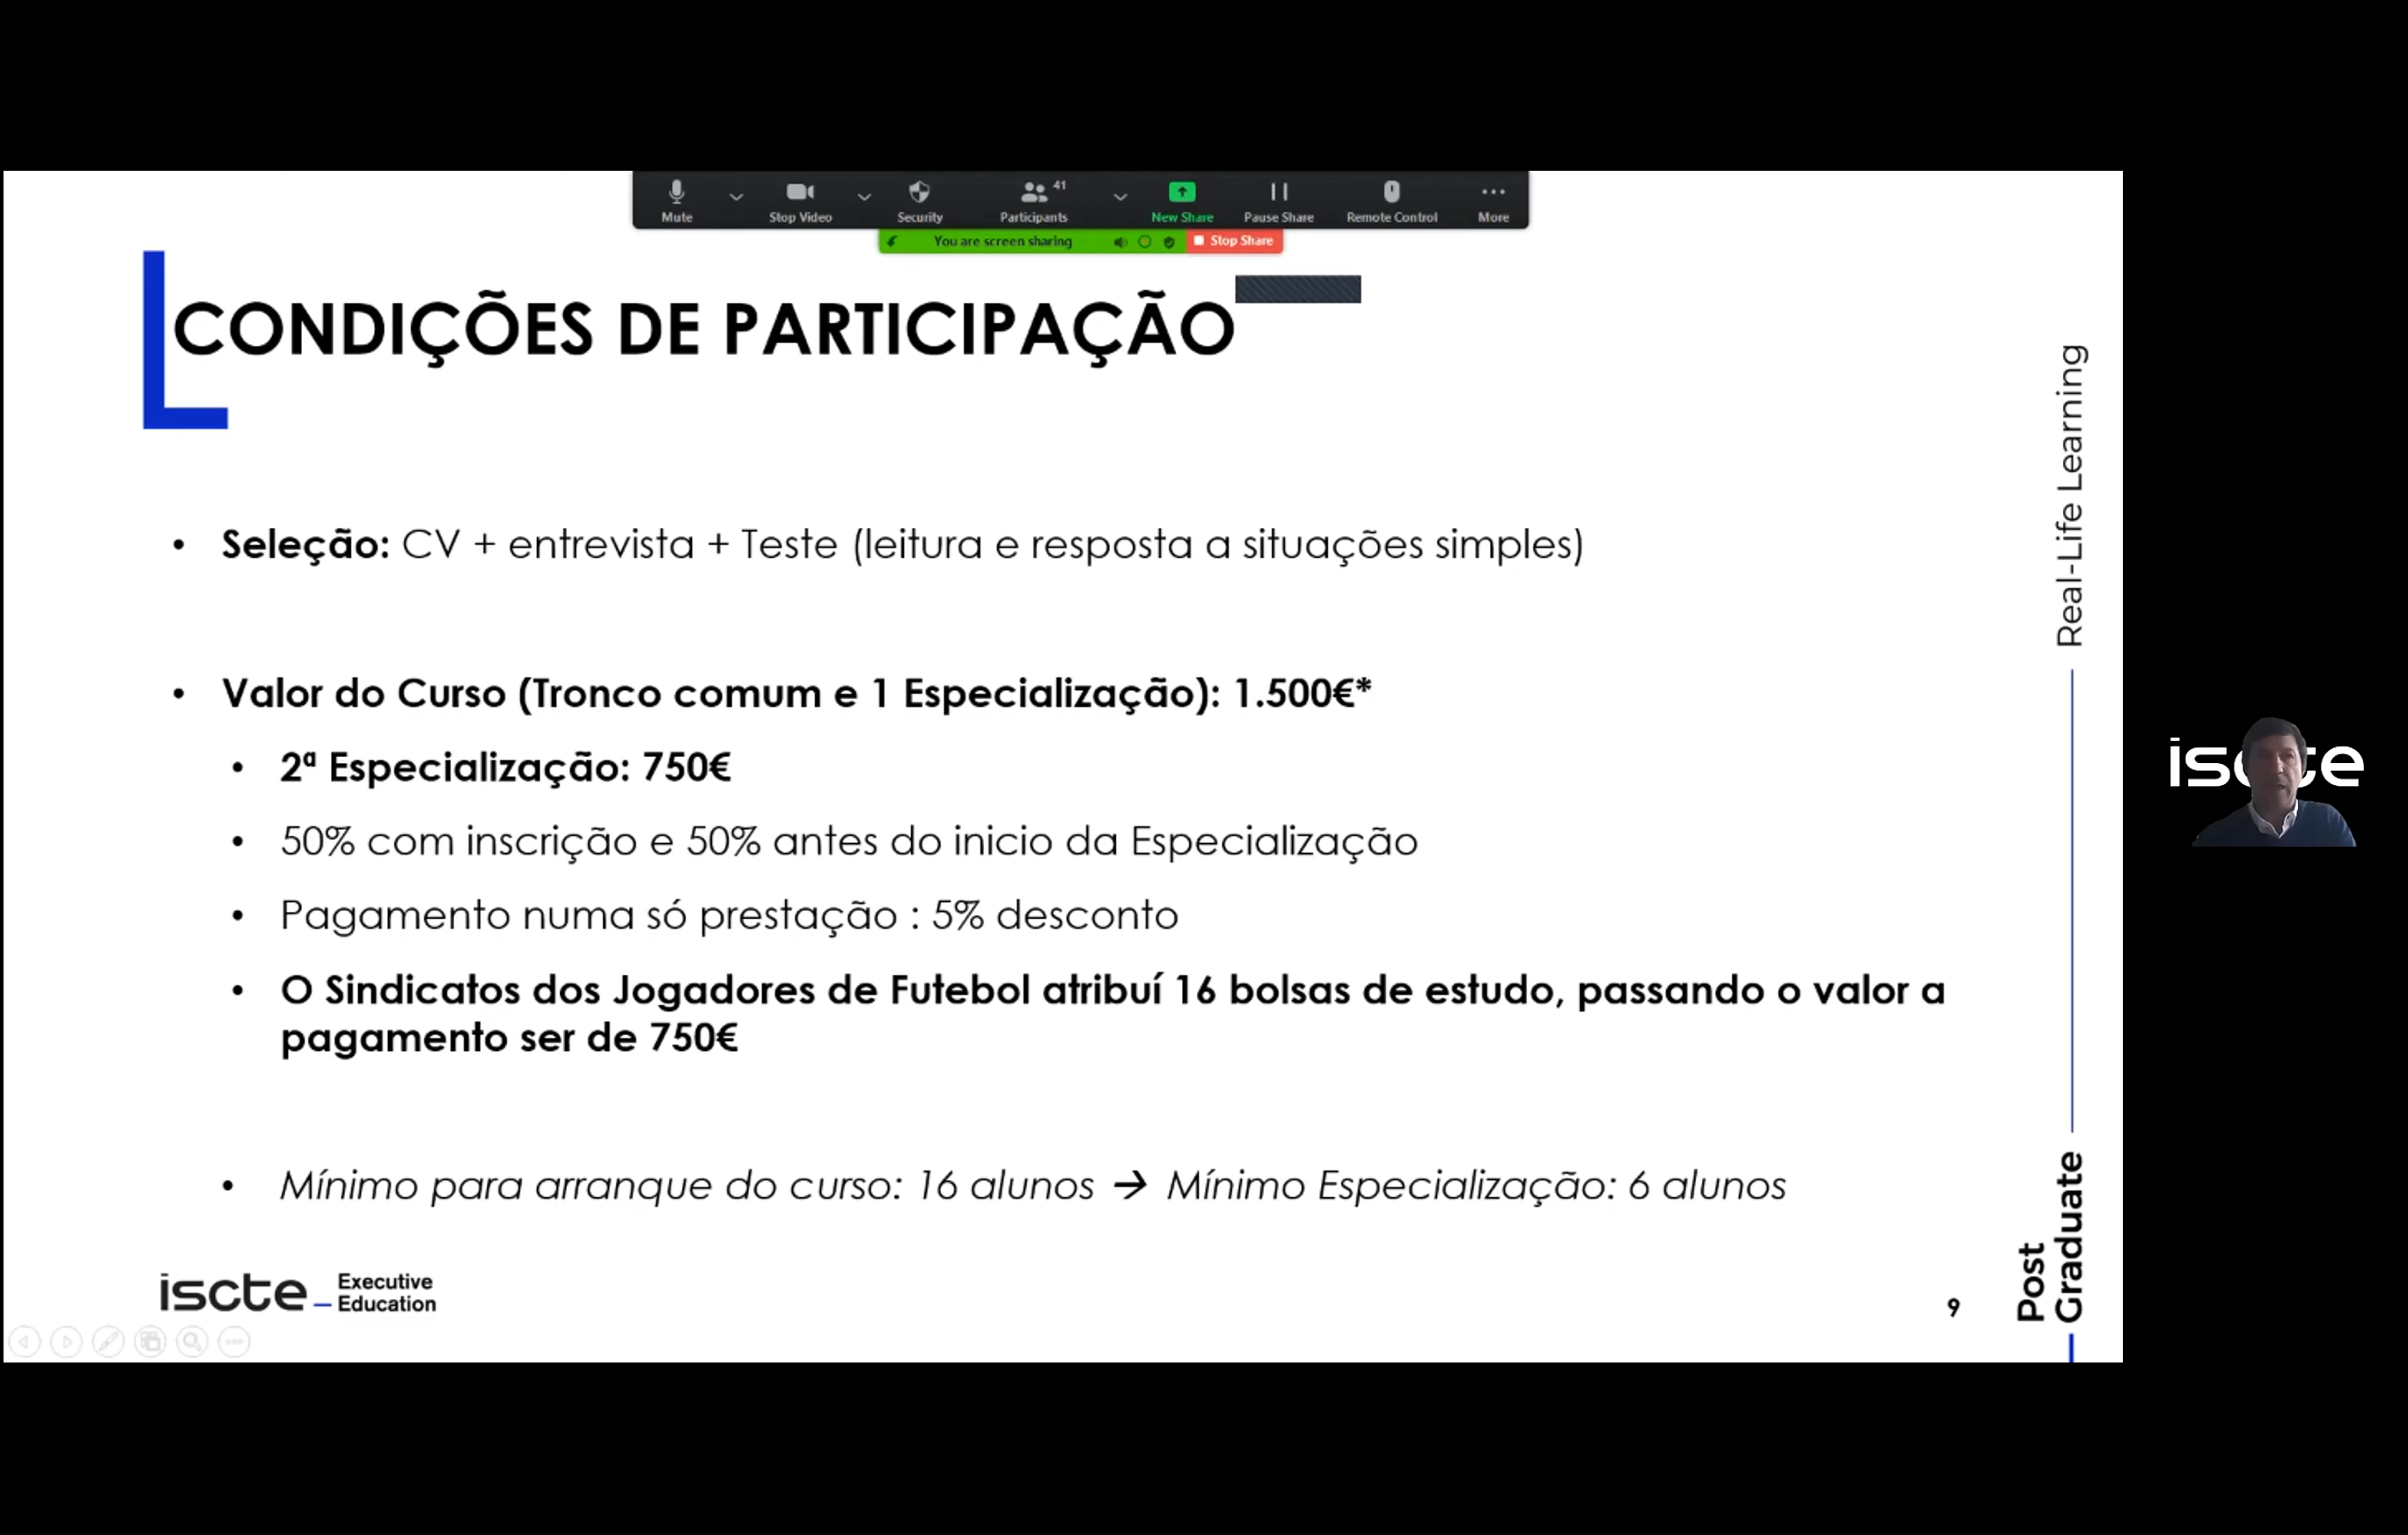 Mute
Stop Video
Security
Participants
41
New Share
Pause Share
Remote Control
More
You are screen sharing
Stop Share
CONDIÇÕES DE PARTICIPAÇÃO
• Seleção: CV + entrevista + Teste (leitura e resposta a situações simples)
• Valor do Curso (Tronco comum e 1 Especialização): 1.500€*
• 2ª Especialização: 750€
• 50% com inscrição e 50% antes do inicio da Especialização
• Pagamento numa só prestação : 5% desconto
• O Sindicatos dos Jogadores de Futebol atribuí 16 bolsas de estudo, passando o valor a
pagamento ser de 750€
• Mínimo para arranque do curso: 16 alunos → Mínimo Especialização: 6 alunos
iscte
Executive
Education
9
Real-Life Learning
Post
Graduate
iscte